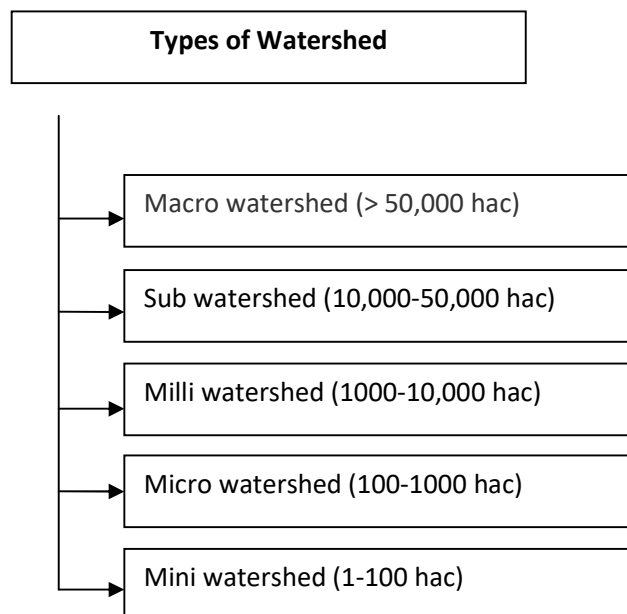 Types of Watershed
Macro watershed (> 50,000 hac)
Sub watershed (10,000-50,000 hac)
Milli watershed (1000-10,000 hac)
Micro watershed (100-1000 hac)
Mini watershed (1-100 hac)